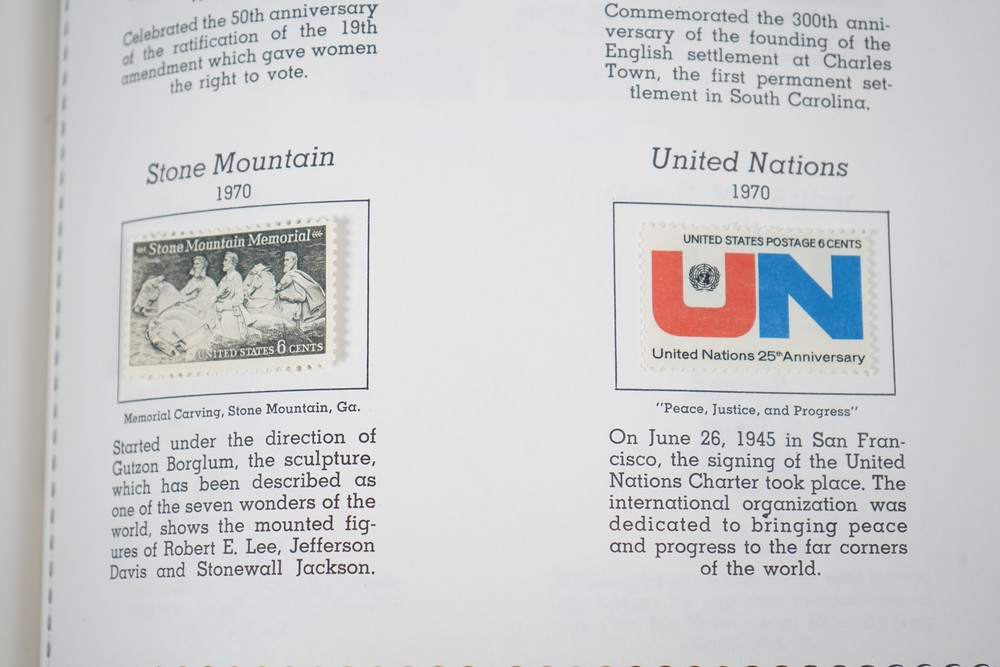 Celebrated the 50th anniversary
of the ratification of the 19th
amendment which gave women
the right to vote.
Commemorated the 300th anni-
versary of the founding of the
English settlement at Charles
Town, the first permanent set-
tlement in South Carolina.
Stone Mountain
1970
Stone Mountain Memorial
UNITED STATES 6 CENTS
Memorial Carving, Stone Mountain, Ga.
Started under the direction of
Gutzon Borglum, the sculpture,
which has been described as
one of the seven wonders of the
world, shows the mounted fig-
ures of Robert E. Lee, Jefferson
Davis and Stonewall Jackson.
United Nations
1970
UNITED STATES POSTAGE 6 CENTS
UN
United Nations 25th Anniversary
"Peace, Justice, and Progress"
On June 26, 1945 in San Fran-
cisco, the signing of the United
Nations Charter took place. The
international organization was
dedicated to bringing peace
and progress to the far corners
of the world.